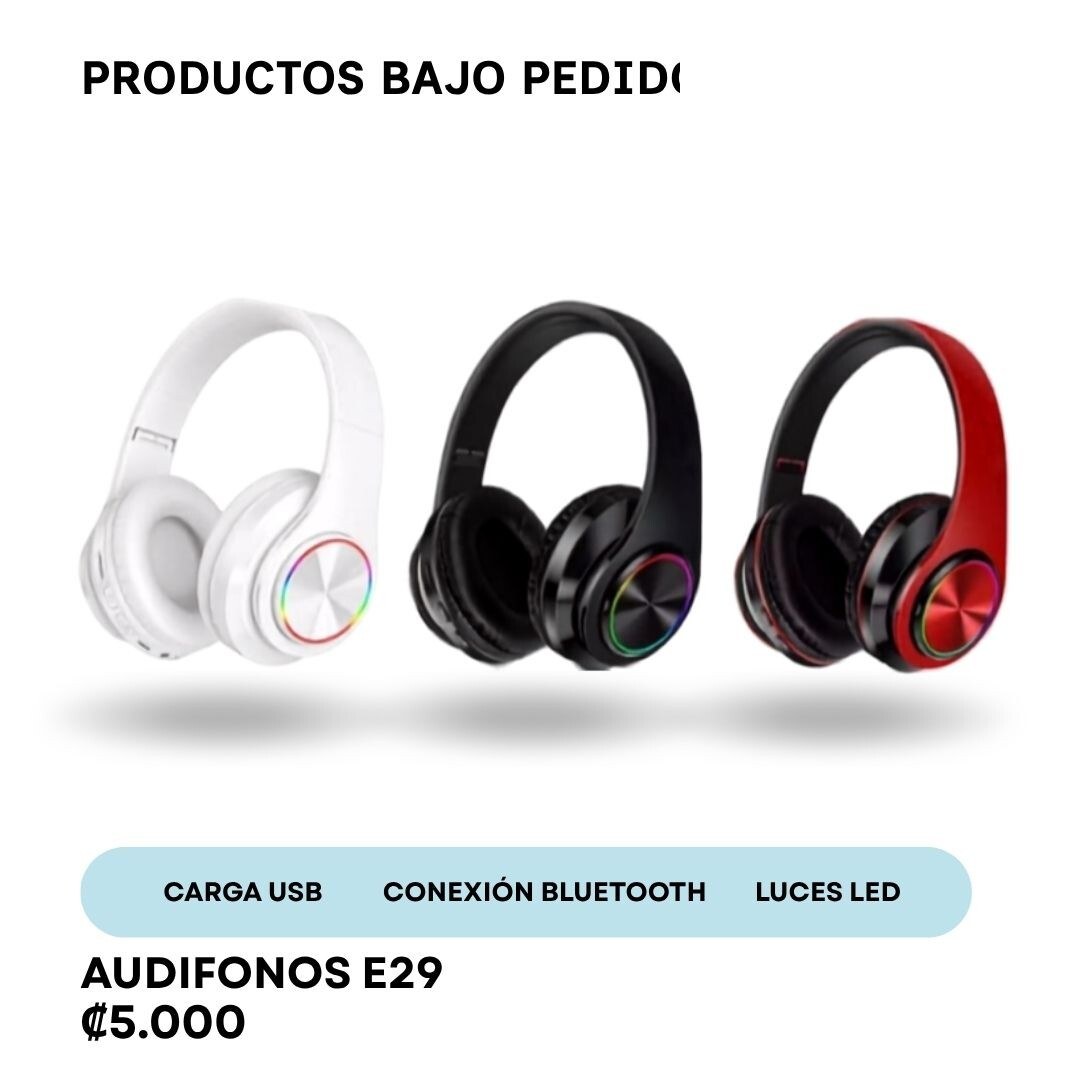 PRODUCTOS BAJO PEDIDO
CARGA USB CONEXIÓN BLUETOOTH LUCES LED
AUDIFONOS E29
₡5.000